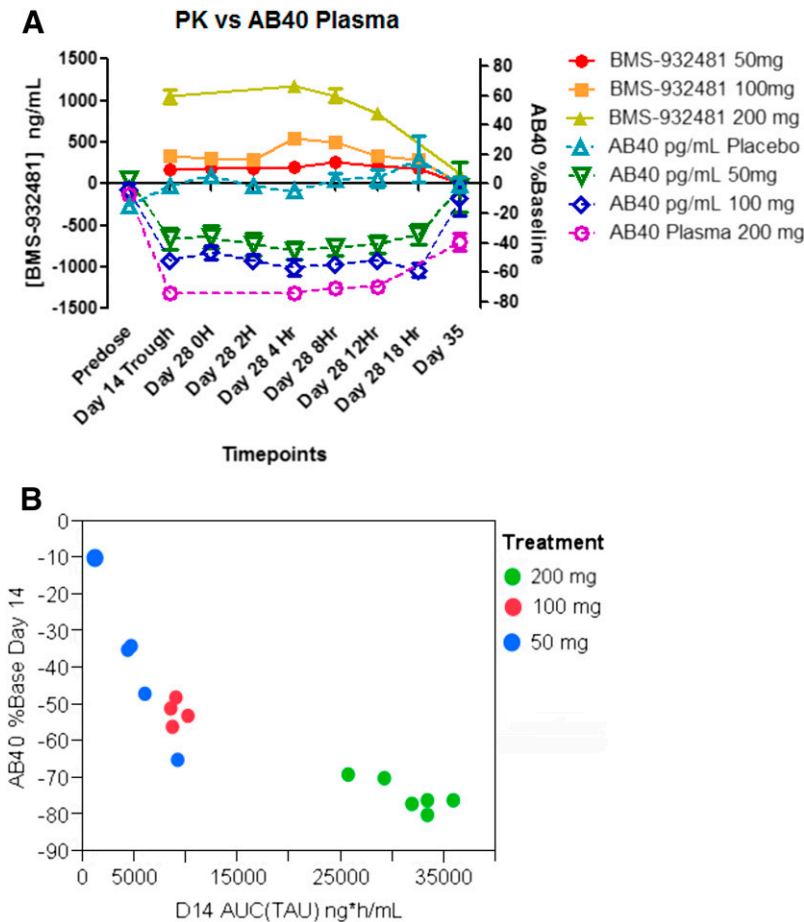 A
PK vs AB40 Plasma
[BMS-932481] ng/mL
1500
1000
500
0
-500
-1000
-1500
80
60
40
20
0
-20
-40
-60
-80
AB40 %Baseline
BMS-932481 50mg
BMS-932481 100mg
BMS-932481 200 mg
AB40 pg/mL Placebo
AB40 pg/mL 50mg
AB40 pg/mL 100 mg
AB40 Plasma 200 mg
Predose
Day 14 Trough
Day 28 0H
Day 28 2H
Day 28 4 Hr
Day 28 8Hr
Day 28 12Hr
Day 28 18 Hr
Day 35
Timepoints
B
AB40 %Base Day 14
0
-10
-20
-30
-40
-50
-60
-70
-80
-90
0
5000
15000
25000
35000
D14 AUC(TAU) ng*h/mL
Treatment
200 mg
100 mg
50 mg